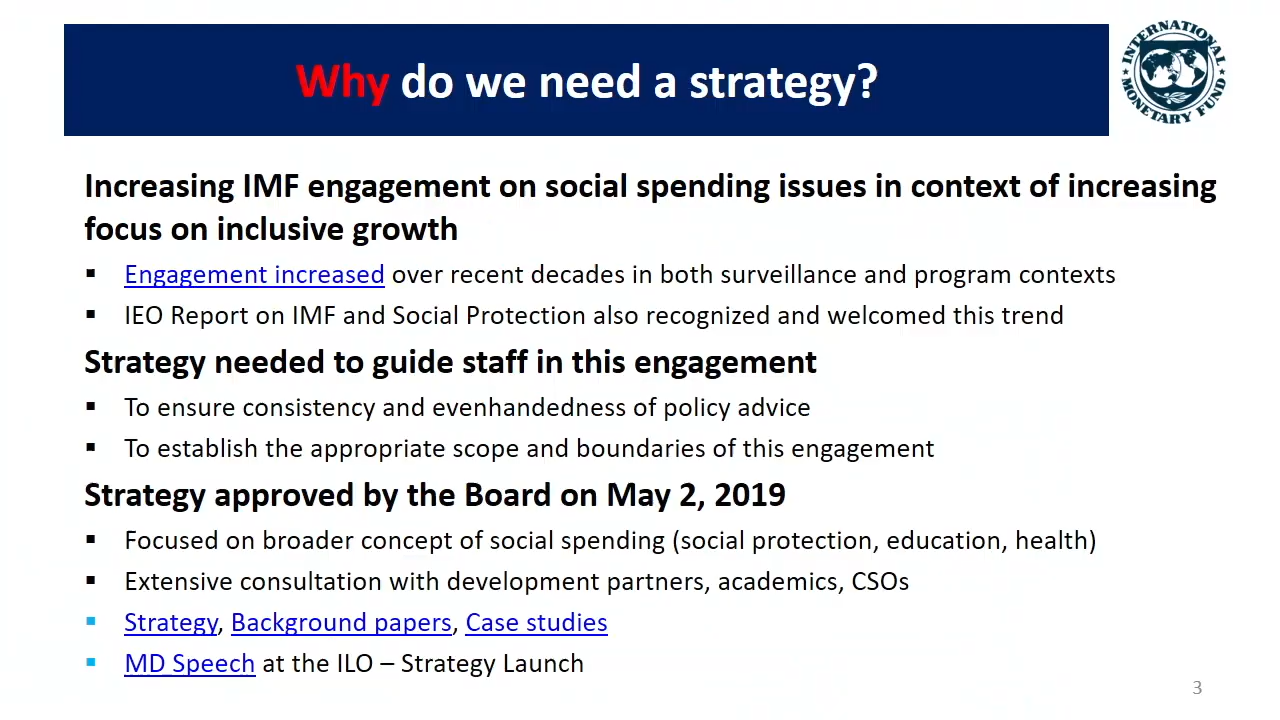 Why do we need a strategy?
INTERNATIONAL MONETARY FUND
Increasing IMF engagement on social spending issues in context of increasing
focus on inclusive growth
▪ Engagement increased over recent decades in both surveillance and program contexts
▪ IEO Report on IMF and Social Protection also recognized and welcomed this trend
Strategy needed to guide staff in this engagement
▪ To ensure consistency and evenhandedness of policy advice
▪ To establish the appropriate scope and boundaries of this engagement
Strategy approved by the Board on May 2, 2019
▪ Focused on broader concept of social spending (social protection, education, health)
▪ Extensive consultation with development partners, academics, CSOs
▪ Strategy, Background papers, Case studies
▪ MD Speech at the ILO – Strategy Launch
3